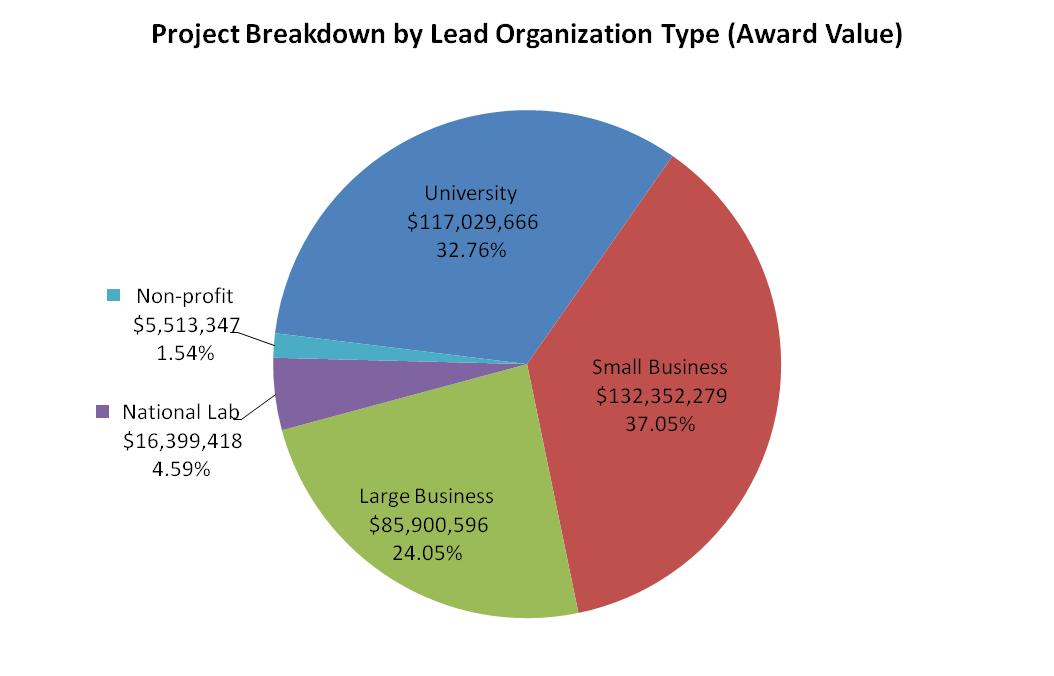 Project Breakdown by Lead Organization Type (Award Value)
University
$117,029,666
32.76%
Non-profit
$5,513,347
1.54%
Small Business
$132,352,279
37.05%
National Lab
$16,399,418
4.59%
Large Business
$85,900,596
24.05%